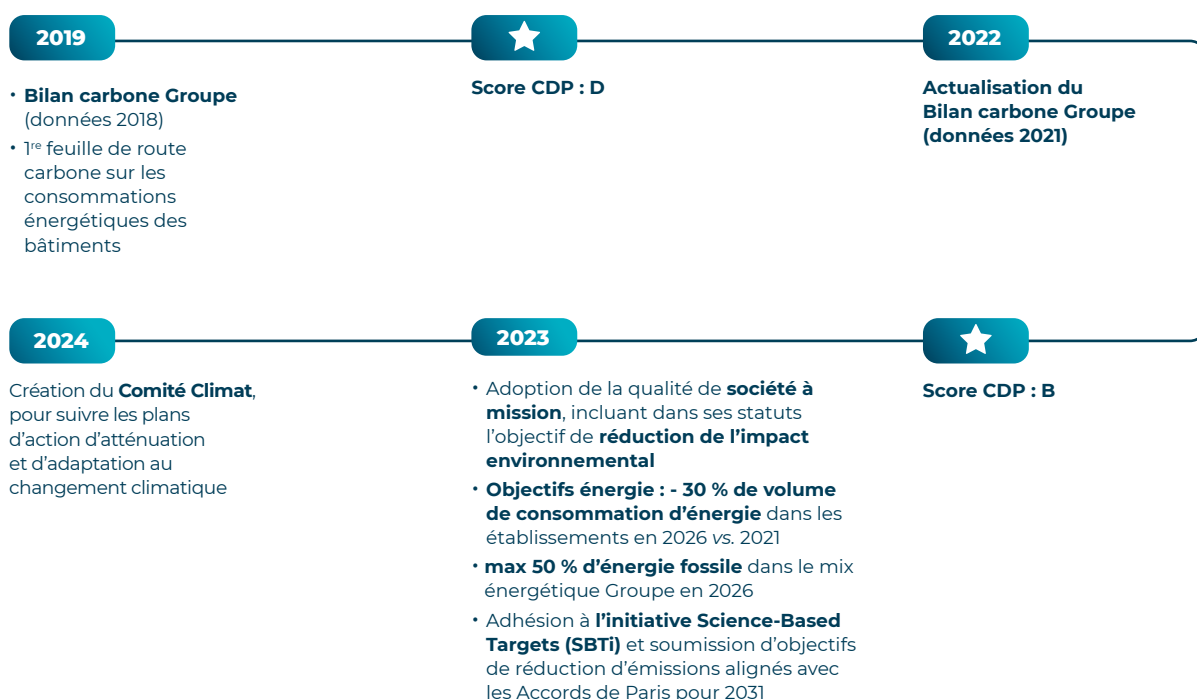 2019
• Bilan carbone Groupe
(données 2018)
• 1re feuille de route
carbone sur les
consommations
énergétiques des
bâtiments
Score CDP : D
2022
Actualisation du
Bilan carbone Groupe
(données 2021)
2024
Création du Comité Climat,
pour suivre les plans
d’action d’atténuation
et d’adaptation au
changement climatique
2023
• Adoption de la qualité de société à
mission, incluant dans ses statuts
l’objectif de réduction de l’impact
environnemental
• Objectifs énergie : - 30 % de volume
de consommation d’énergie dans les
établissements en 2026 vs. 2021
• max 50 % d’énergie fossile dans le mix
énergétique Groupe en 2026
• Adhésion à l’initiative Science-Based
Targets (SBTi) et soumission d’objectifs
de réduction d’émissions alignés avec
les Accords de Paris pour 2031
Score CDP : B